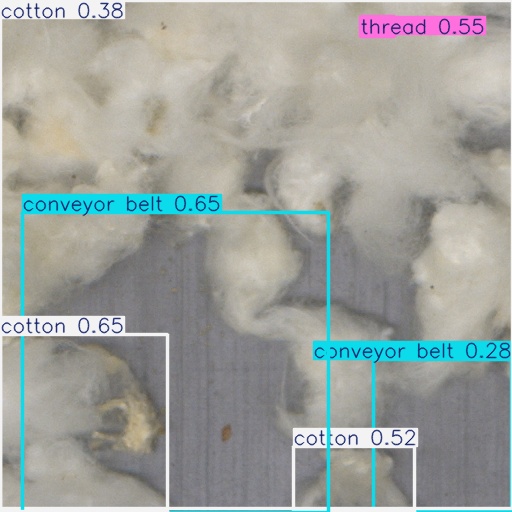 cotton 0.38
thread 0.55
conveyor belt 0.65
cotton 0.65
conveyor belt 0.28
cotton 0.52